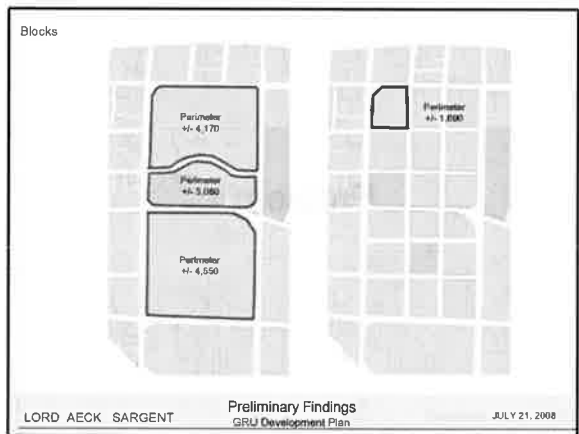 Blocks
Perimeter
+/- 4,170
Perimeter
+/- 3,080
Perimeter
+/- 4,550
Perimeter
+/- 1,690
Preliminary Findings
GRU Development Plan
LORD AECK SARGENT
JULY 21, 2008